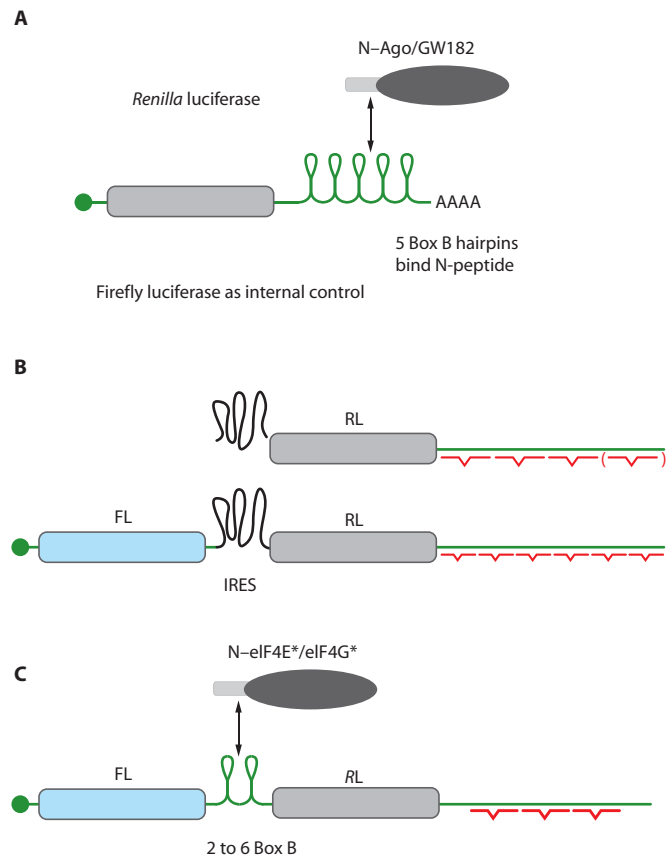 A
N–Ago/GW182
Renilla luciferase
AAAA
5 Box B hairpins
bind N-peptide
Firefly luciferase as internal control
B
RL
( )
FL
RL
IRES
N–eIF4E*/eIF4G*
C
FL
RL
2 to 6 Box B